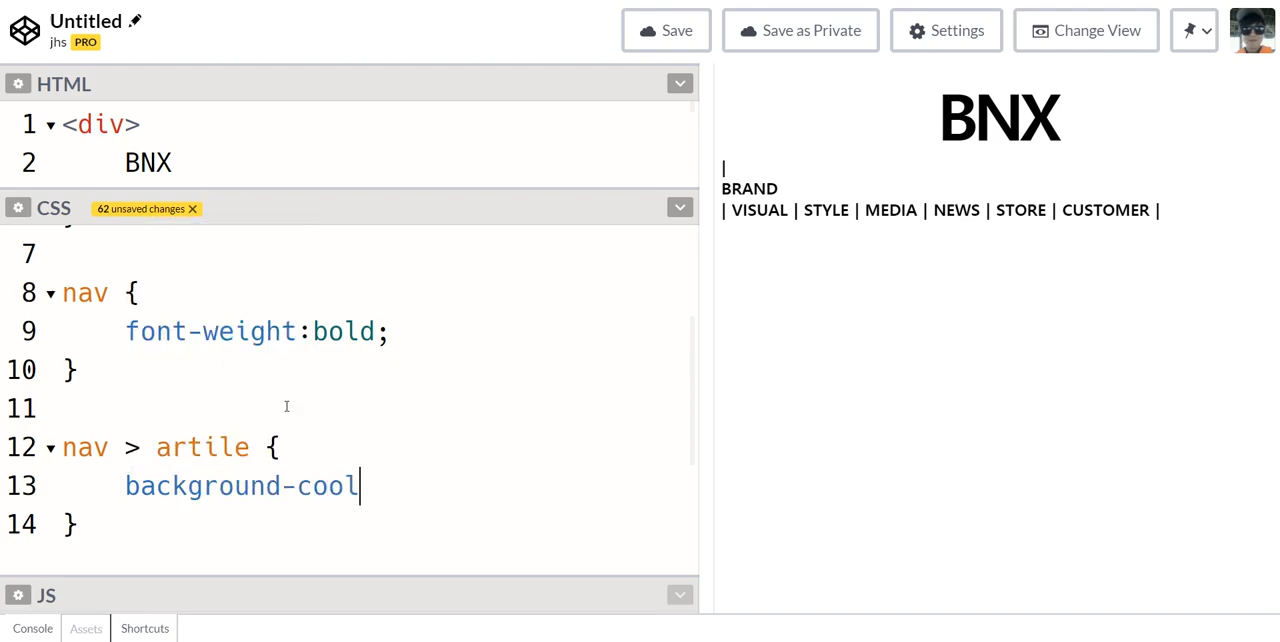 Untitled
jhs PRO
Save
Save as Private
Settings
Change View
HTML
1 <div>
2 BNX
CSS 62 unsaved changes X
7
8 nav {
9 font-weight:bold;
10 }
11
12 nav > artile {
13 background-cool
14 }
JS
Console Assets Shortcuts
BNX
|
BRAND
| VISUAL | STYLE | MEDIA | NEWS | STORE | CUSTOMER |